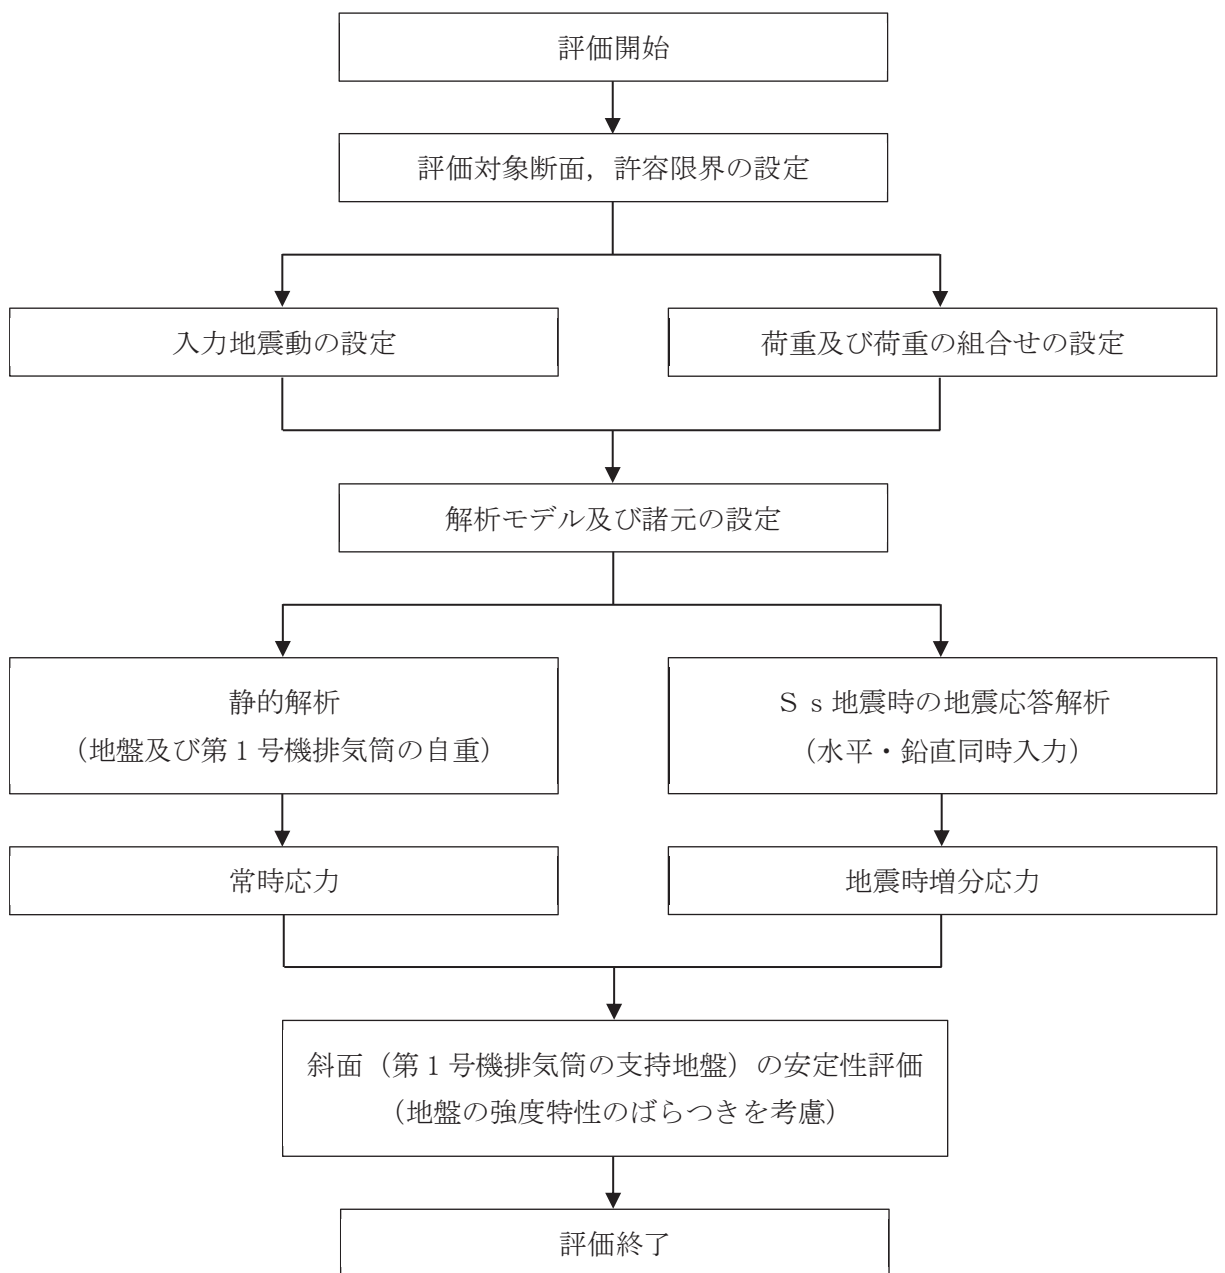 評価開始
評価対象断面，許容限界の設定
入力地震動の設定
荷重及び荷重の組合せの設定
解析モデル及び諸元の設定
静的解析
（地盤及び第１号機排気筒の自重）
Ｓｓ地震時の地震応答解析
（水平・鉛直同時入力）
常時応力
地震時増分応力
斜面（第１号機排気筒の支持地盤）の安定性評価
（地盤の強度特性のばらつきを考慮）
評価終了